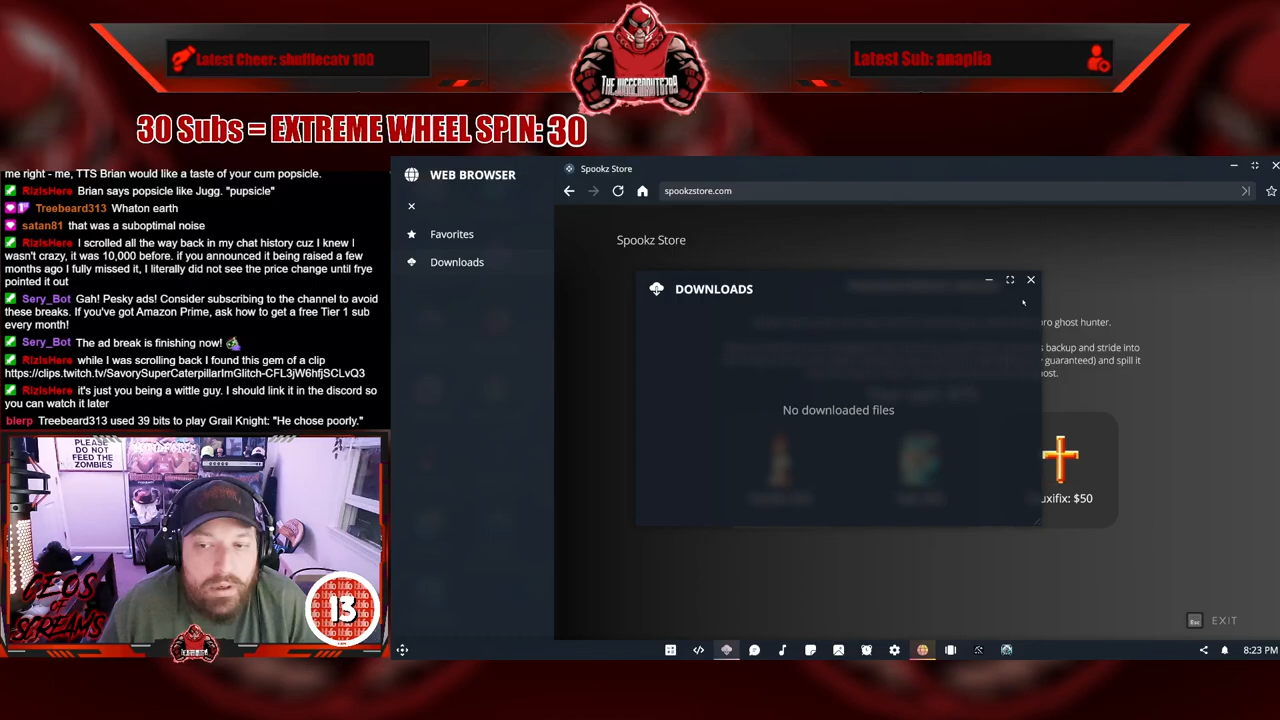 Latest Cheer: shufflecatv 100
THEJUGGERNAUT6789
Latest Sub: anaplia
30 Subs = EXTREME WHEEL SPIN: 30
me right - me, TTS Brian would like a taste of your cum popsicle.
RizIsHere Brian says popsicle like Jugg. "pupsicle"
Treebeard313 Whaton earth
satan81 that was a suboptimal noise
RizIsHere I scrolled all the way back in my chat history cuz I knew I
wasn't crazy, it was 10,000 before. if you announced it being raised a few
months ago I fully missed it, I literally did not see the price change until frye
pointed it out
Sery_Bot Gah! Pesky ads! Consider subscribing to the channel to avoid
these breaks. If you've got Amazon Prime, ask how to get a free Tier 1 sub
every month!
Sery_Bot The ad break is finishing now!
RizIsHere while I was scrolling back I found this gem of a clip
https://clips.twitch.tv/SavorySuperCaterpillarImGlitch-CFL3jW6hfjSCLvQ3
RizIsHere it's just you being a wittle guy. I should link it in the discord so
you can watch it later
blerp Treebeard313 used 39 bits to play Grail Knight: "He chose poorly."
WEB BROWSER
Favorites
Downloads
Spookz Store
spookzstore.com
Spookz Store
DOWNLOADS
No downloaded files
pro ghost hunter.
s backup and stride into
guaranteed) and spill it
ost.
uxifix: $50
Esc EXIT
8:23 PM
PLEASE
DO NOT
FEED THE
ZOMBIES
CEOS
OF
SCREAMS
13